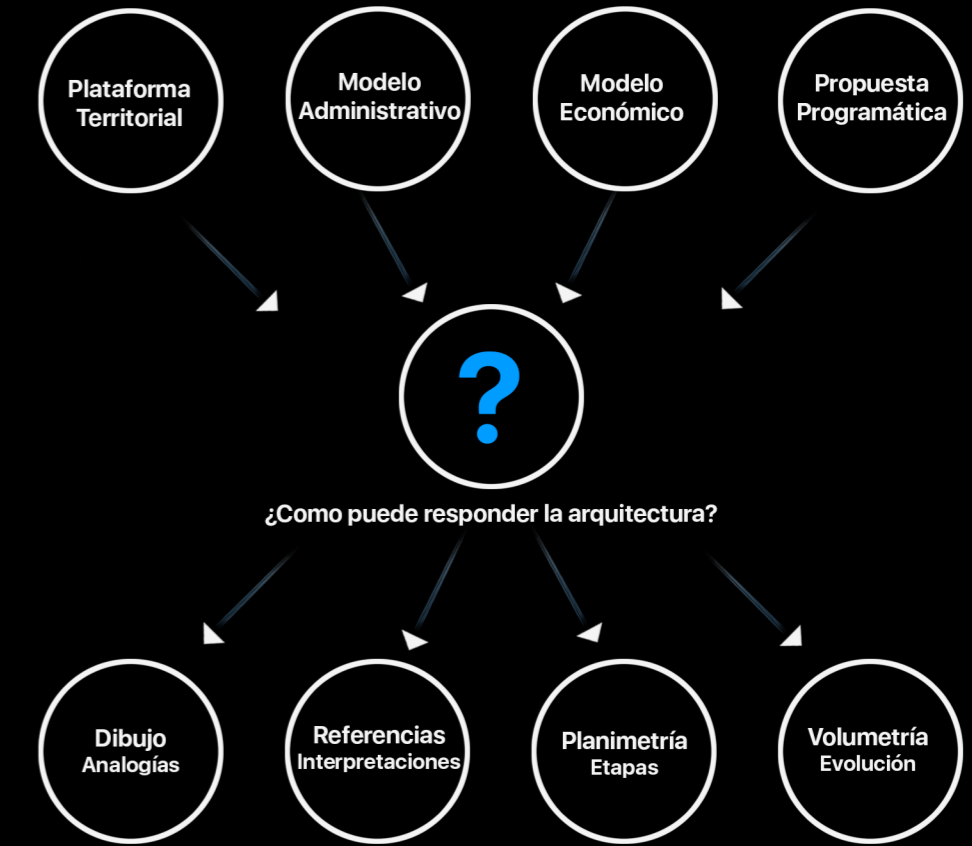 Plataforma
Territorial
Modelo
Administrativo
Modelo
Económico
Propuesta
Programática
?
¿Como puede responder la arquitectura?
Dibujo
Analogías
Referencias
Interpretaciones
Planimetría
Etapas
Volumetría
Evolución